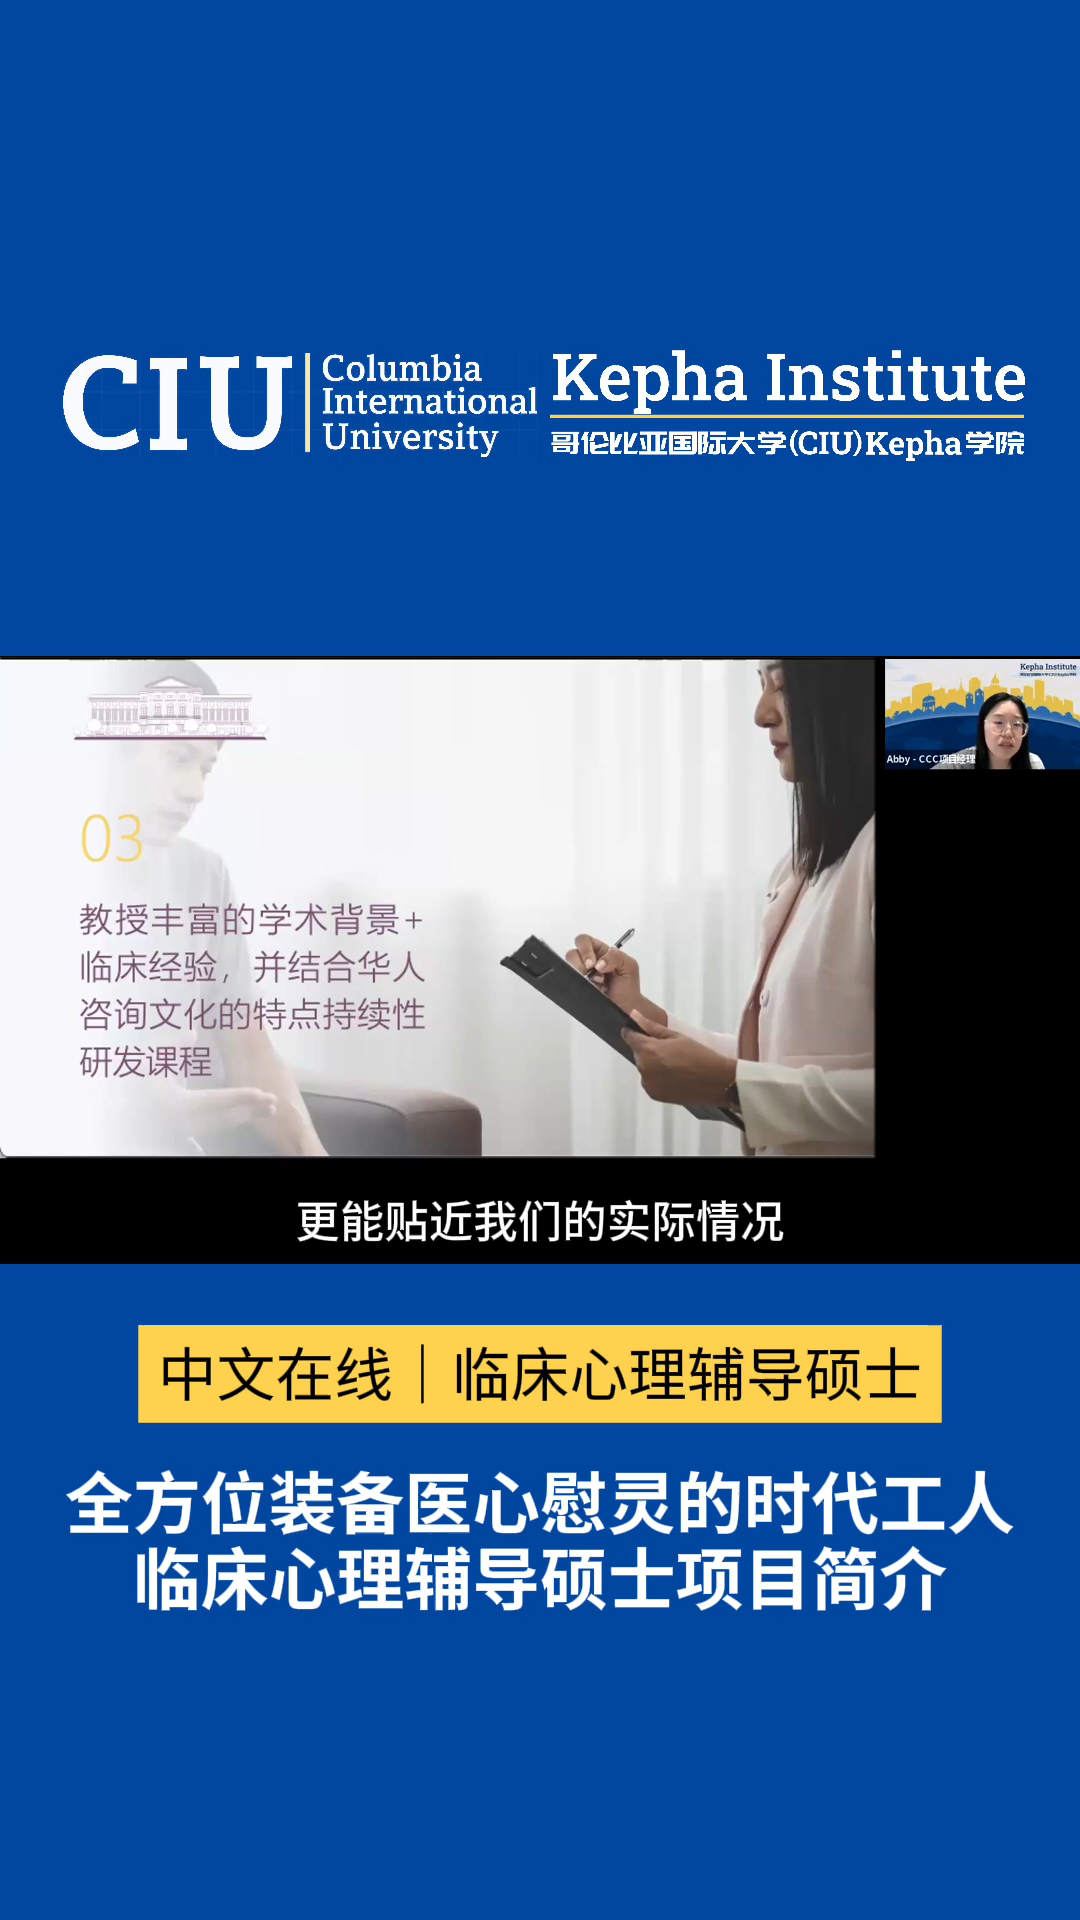 CIU
Columbia
International
University
Kepha Institute
哥伦比亚国际大学(CIU)Kepha学院
03
教授丰富的学术背景+
临床经验，并结合华人
咨询文化的特点持续性
研发课程
Kepha Institute
Abby - CCC项目经理
更能贴近我们的实际情况
中文在线｜临床心理辅导硕士
全方位装备医心慰灵的时代工人
临床心理辅导硕士项目简介